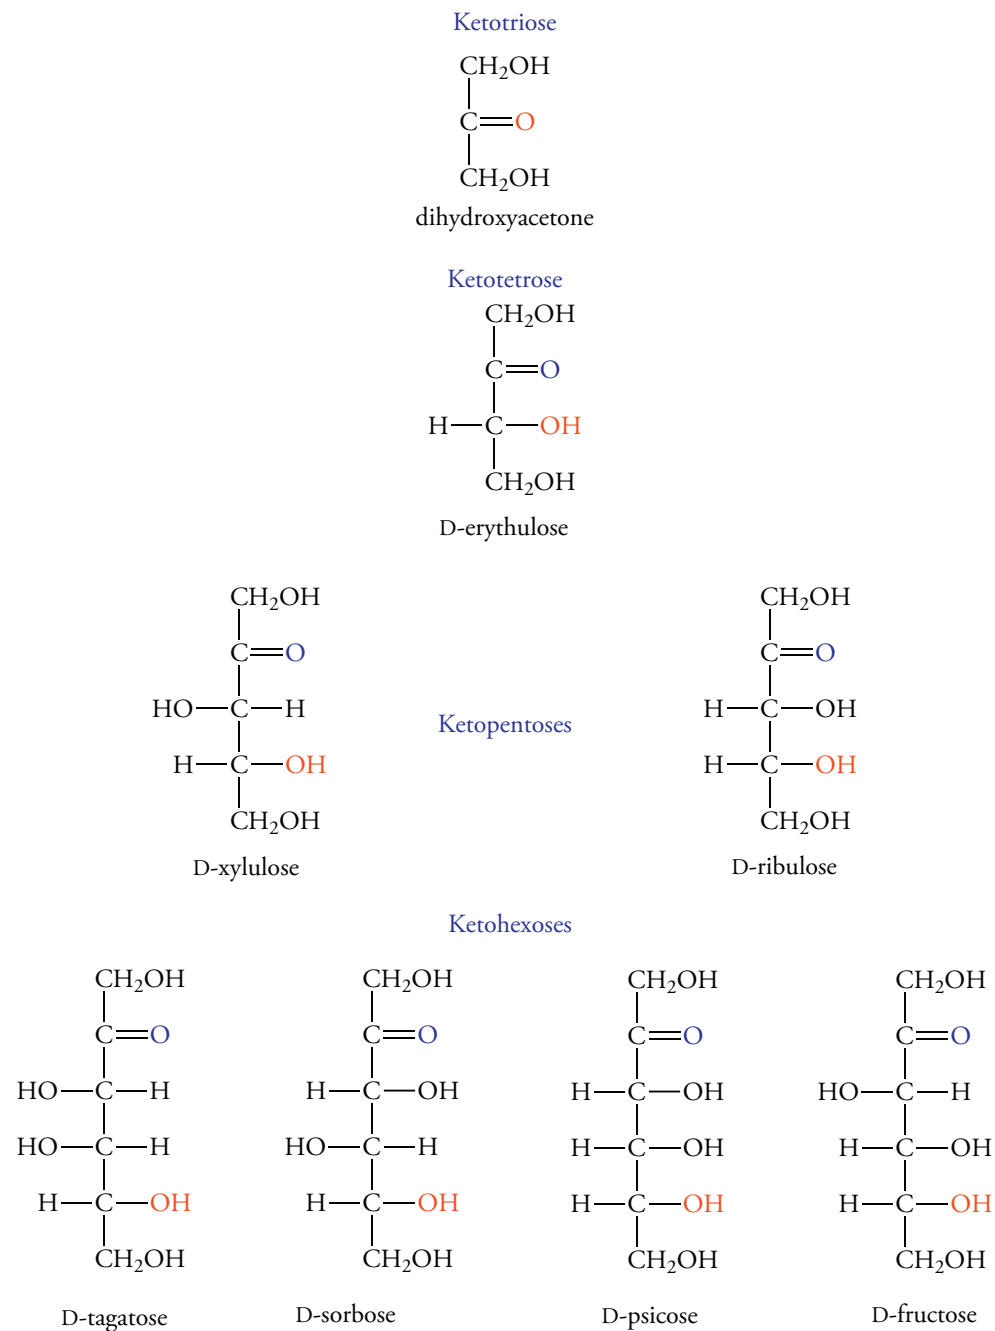 Ketotriose
CH₂OH
C=O
CH₂OH
dihydroxyacetone
Ketotetrose
CH₂OH
C=O
H—C—OH
CH₂OH
D-erythulose
CH₂OH CH₂OH
C=O C=O
HO—C—H Ketopentoses H—C—OH
H—C—OH H—C—OH
CH₂OH CH₂OH
D-xylulose D-ribulose
Ketohexoses
CH₂OH CH₂OH CH₂OH CH₂OH
C=O C=O C=O C=O
HO—C—H H—C—OH H—C—OH HO—C—H
HO—C—H HO—C—H H—C—OH H—C—OH
H—C—OH H—C—OH H—C—OH H—C—OH
CH₂OH CH₂OH CH₂OH CH₂OH
D-tagatose D-sorbose D-psicose D-fructose